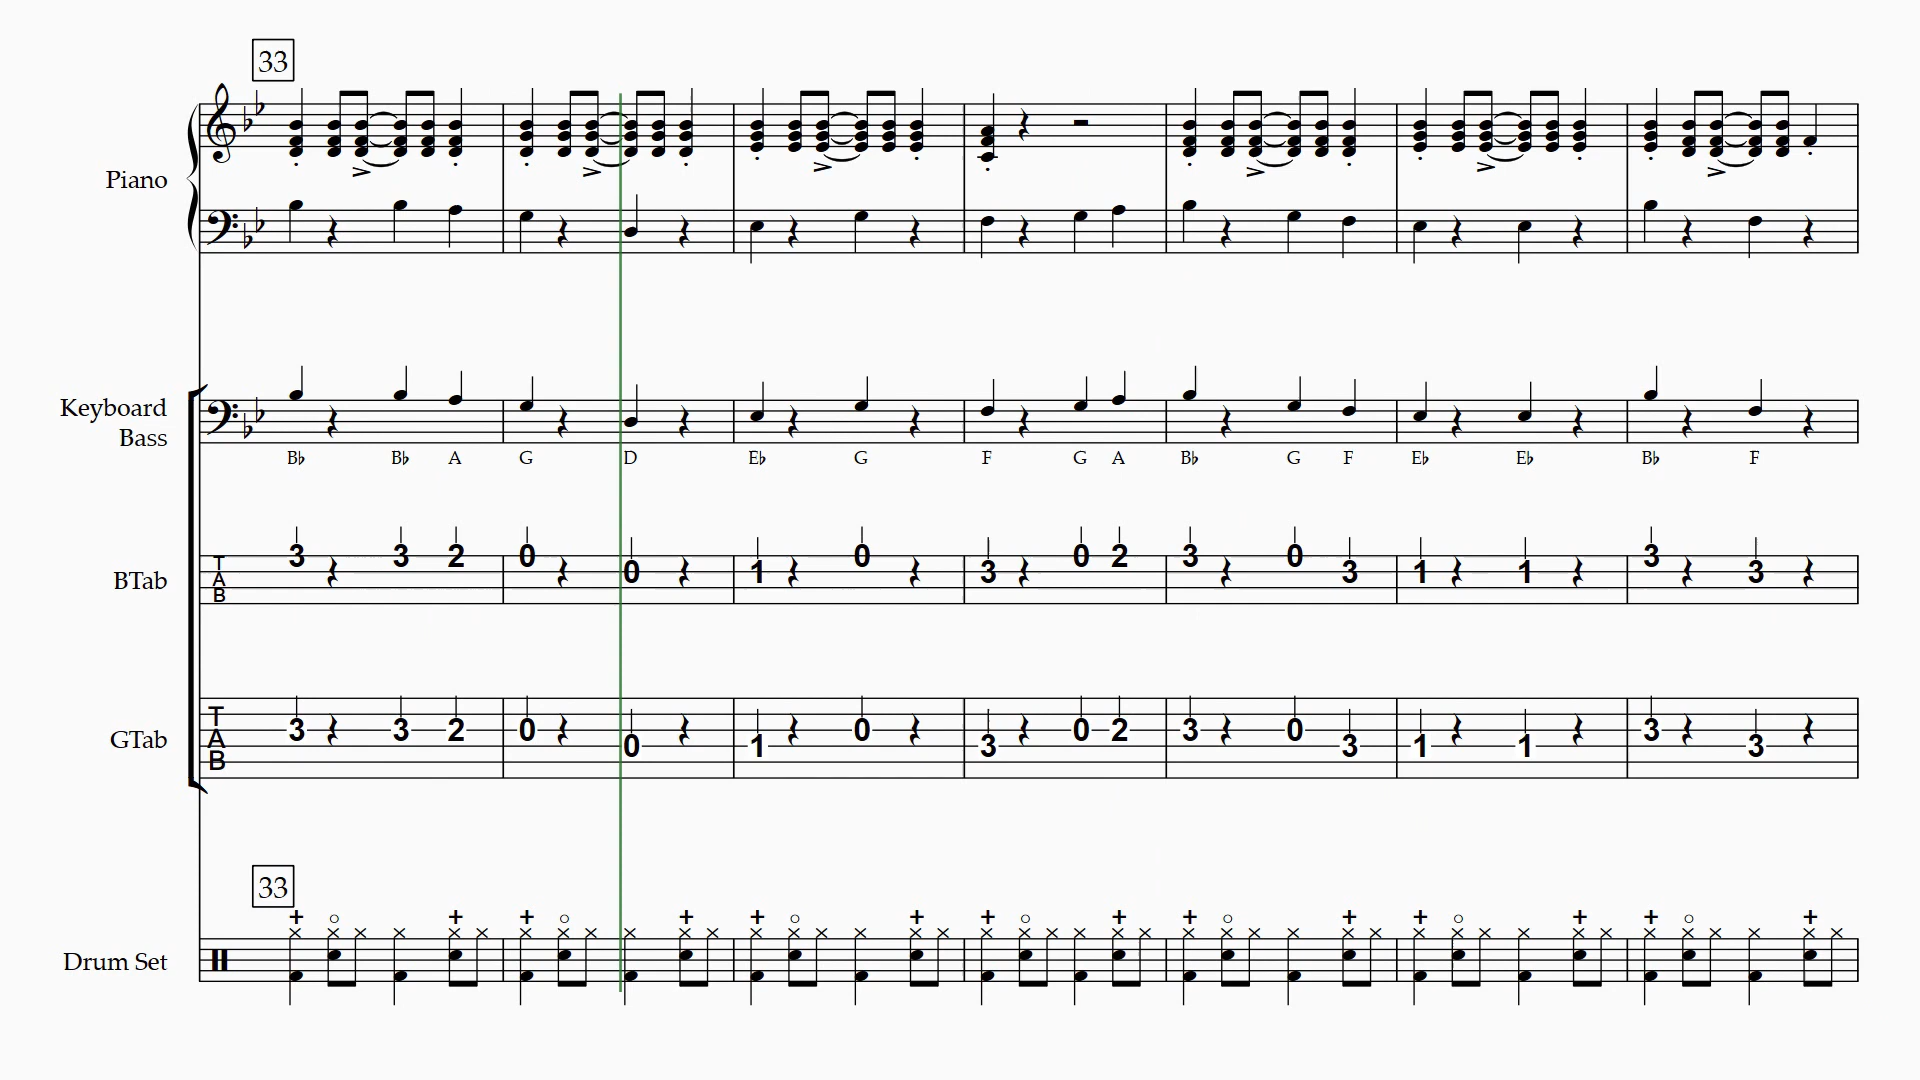 33
Piano
Keyboard
Bass
B♭ B♭ A G D E♭ G F G A B♭ G F E♭ E♭ B♭ F
BTab
T
A
B
3 3 2 0 0 1 0 3 0 2 3 0 3 1 1 3 3
GTab
T
A
B
3 3 2 0 0 1 0 3 0 2 3 0 3 1 1 3 3
33
Drum Set